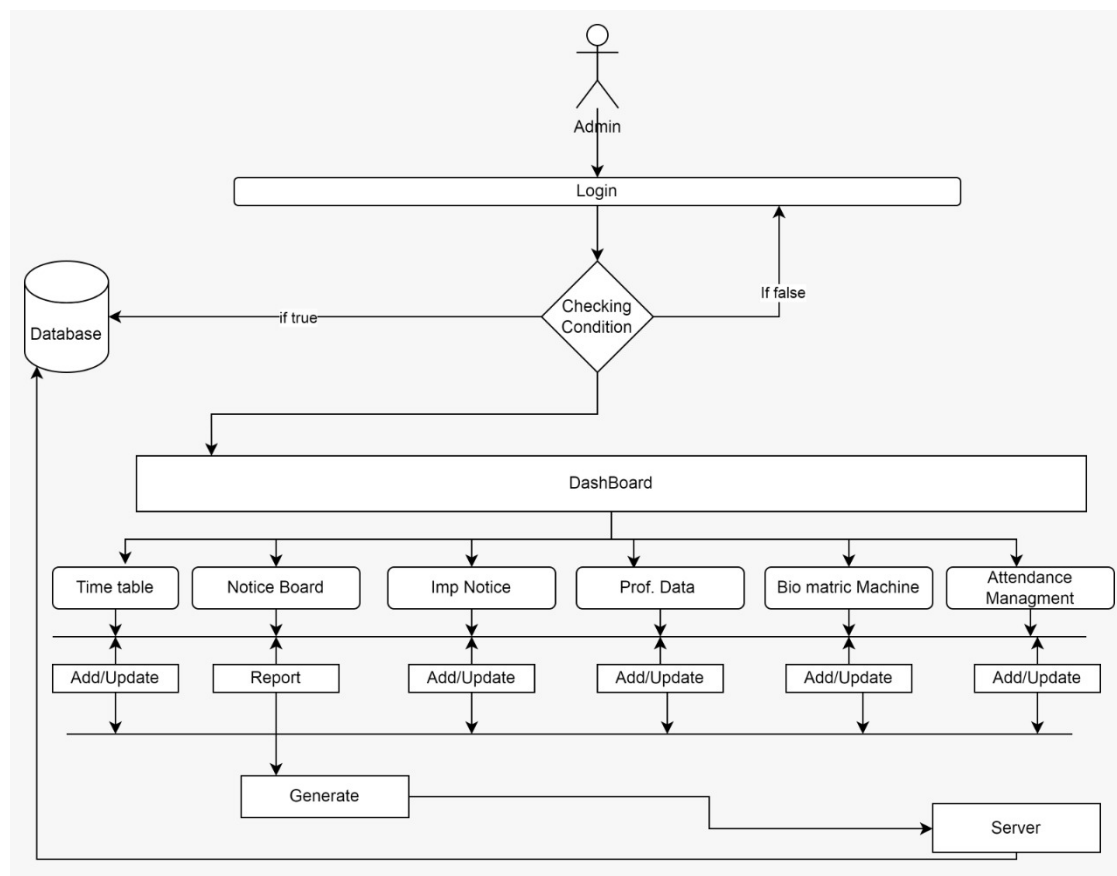 Admin
Login
If false
Checking
Condition
if true
Database
DashBoard
Time table
Notice Board
Imp Notice
Prof. Data
Bio matric Machine
Attendance
Managment
Add/Update
Report
Add/Update
Add/Update
Add/Update
Add/Update
Generate
Server